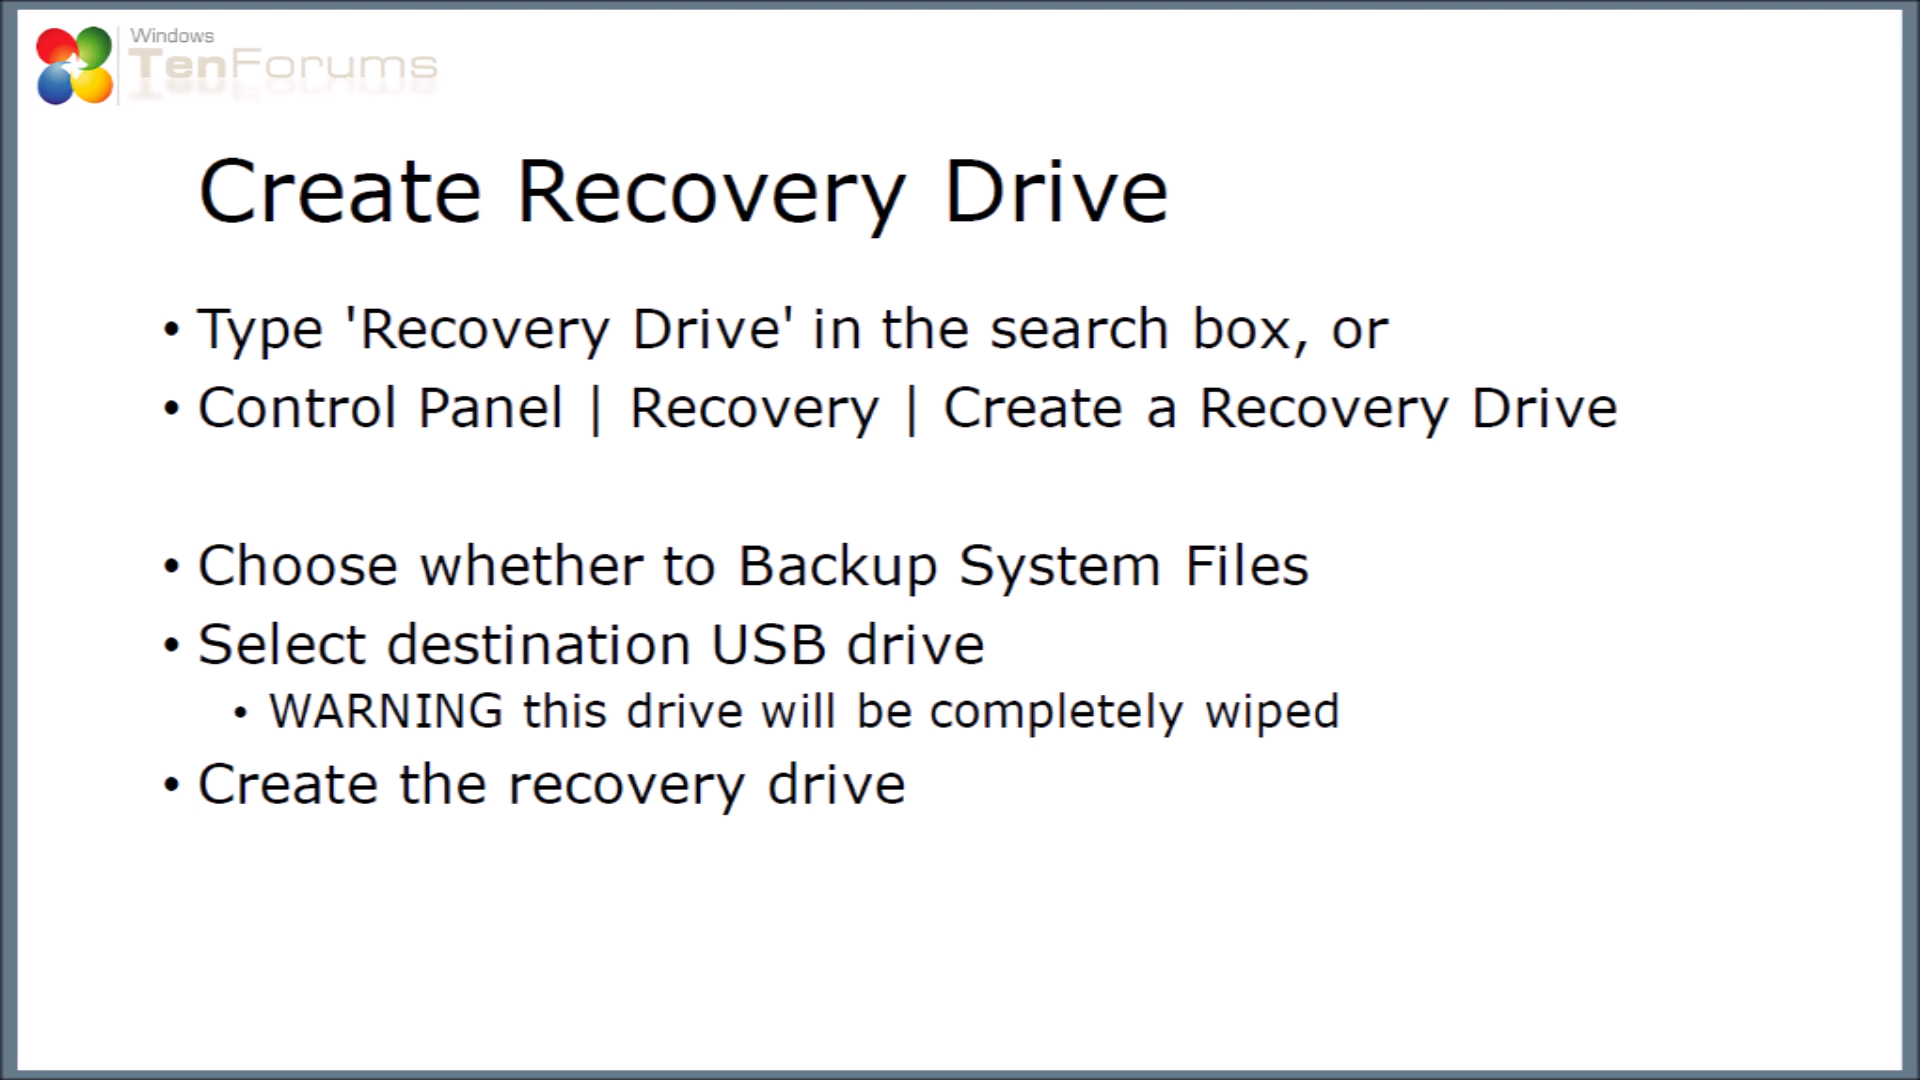 Windows
TenForums
Create Recovery Drive
• Type 'Recovery Drive' in the search box, or
• Control Panel | Recovery | Create a Recovery Drive
• Choose whether to Backup System Files
• Select destination USB drive
• WARNING this drive will be completely wiped
• Create the recovery drive